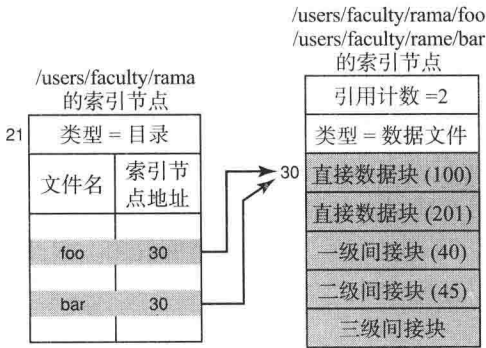 /users/faculty/rama
的索引节点
21
类型 = 目录
文件名
索引节
点地址
foo 30
bar 30
/users/faculty/rama/foo
/users/faculty/rame/bar
的索引节点
引用计数 =2
类型 = 数据文件
30
直接数据块 (100)
直接数据块 (201)
一级间接块 (40)
二级间接块 (45)
三级间接块